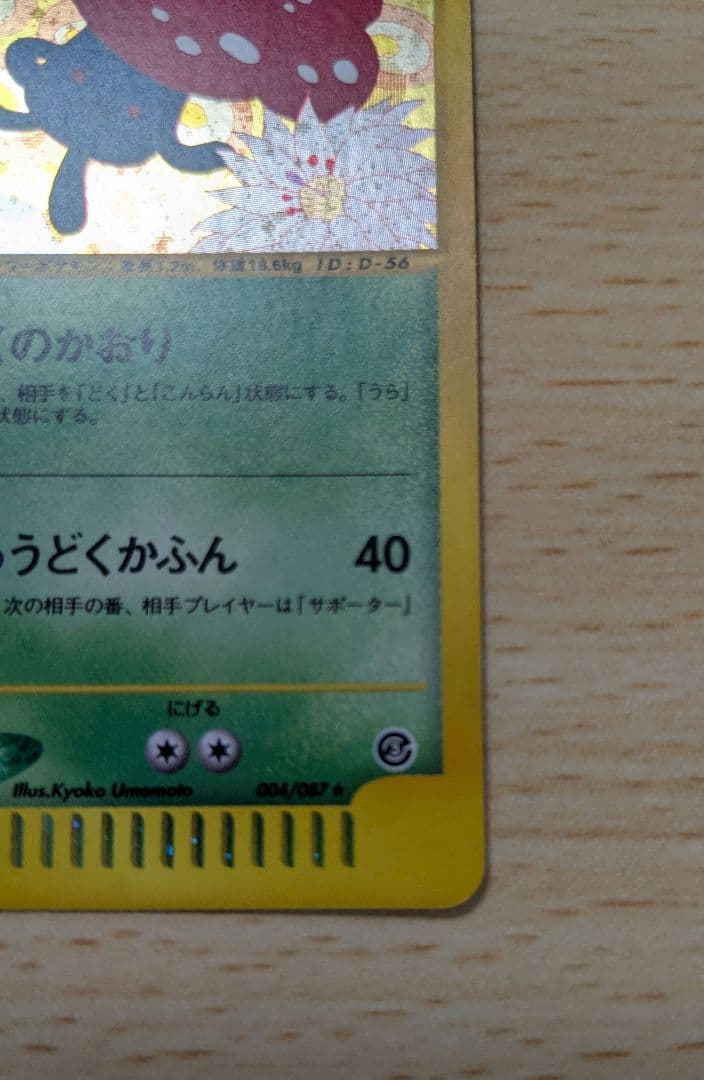 身長1.2m、体重18.6kg ID:D-56
のかおり
、相手を「どく」と「こんらん」状態にする。「うら」
状態にずる。
うどくかふん 40
次の相手の番、相手プレイヤーは「サポーター」
にげる
Illus.Kyoko Umemoto 004/087 ★